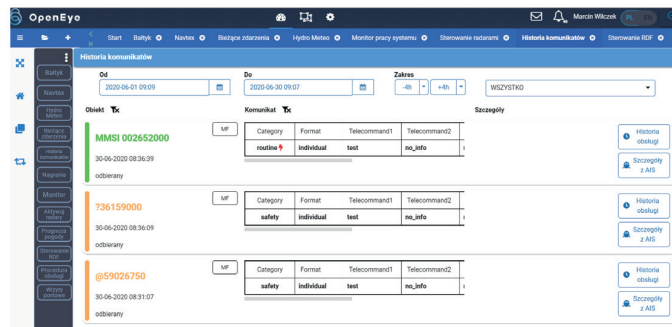 OpenEye
Marcin Wilczek
PL EN
Start Bałtyk Navtex Bieżące zdarzenia Hydro Meteo Monitor pracy systemu Sterowanie radarami Historia komunikatów Sterowanie RDF
Historia komunikatów
Bałtyk
Navtex
Hydro
Meteo
Bieżące
zdarzenia
Historia
komunikatów
Nagrania
Monitor
Aktywuj
radary
Prognoza
pogody
Sterowanie
RDF
Procedura
obsługi
Wizyty
portowe
Od Do Zakres
2020-06-01 09:09 2020-06-30 09:07 -4h +4h WSZYSTKO
Obiekt Komunikat Szczegóły
MMSI 002652000
MF
30-06-2020 08:36:39
odbierany
Category Format Telecommand1 Telecommand2
routine individual test no_info
Historia
obsługi
Szczegóły
z AIS
?36159000
MF
30-06-2020 08:36:09
odbierany
Category Format Telecommand1 Telecommand2
safety individual test no_info
Historia
obsługi
Szczegóły
z AIS
@59026750
MF
30-06-2020 08:31:07
odbierany
Category Format Telecommand1 Telecommand2
safety individual test no_info
Historia
obsługi
Szczegóły
z AIS